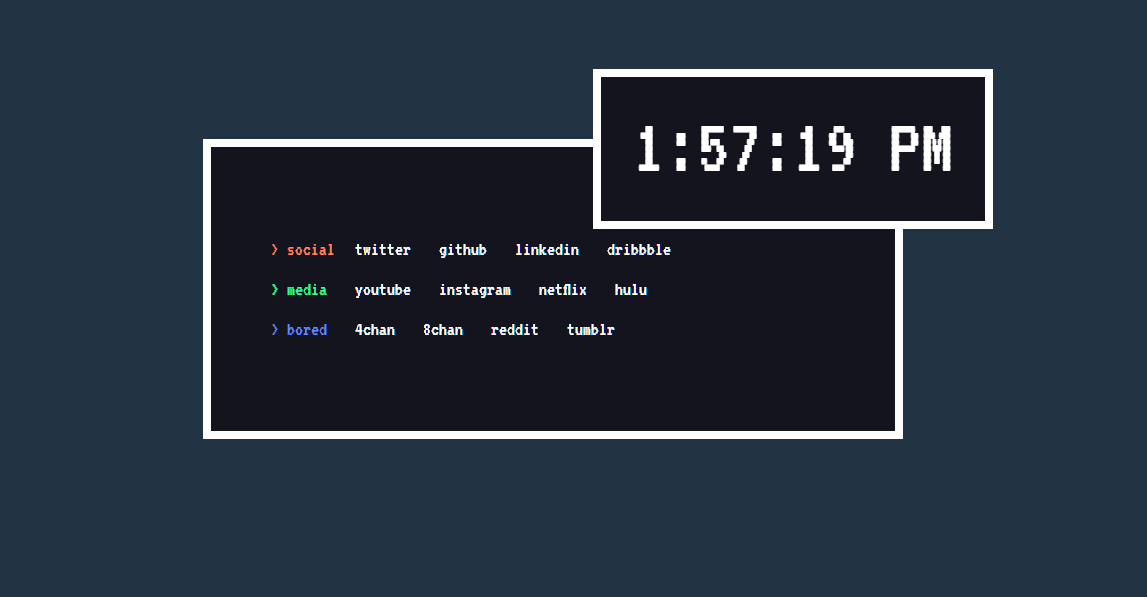 1:57:19 PM
❯ social twitter github linkedin dribbble
❯ media youtube instagram netflix hulu
❯ bored 4chan 8chan reddit tumblr